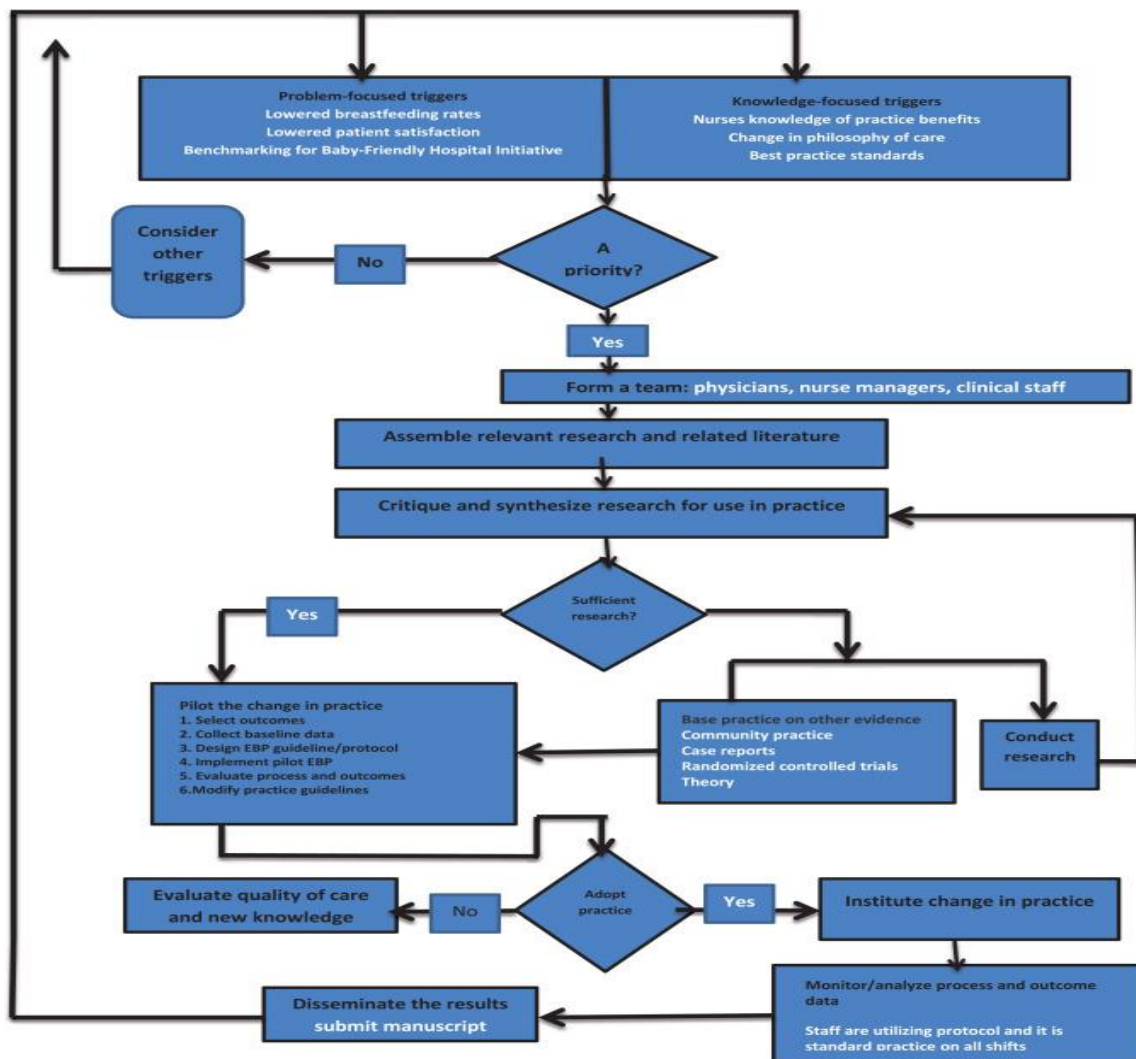 Problem-focused triggers
Lowered breastfeeding rates
Lowered patient satisfaction
Benchmarking for Baby-Friendly Hospital Initiative
Knowledge-focused triggers
Nurses knowledge of practice benefits
Change in philosophy of care
Best practice standards
Consider
other
triggers
No
A
priority?
Yes
Form a team: physicians, nurse managers, clinical staff
Assemble relevant research and related literature
Critique and synthesize research for use in practice
Yes
Sufficient
research?
Pilot the change in practice
1. Select outcomes
2. Collect baseline data
3. Design EBP guideline/protocol
4. Implement pilot EBP
5. Evaluate process and outcomes
6.Modify practice guidelines
Base practice on other evidence
Community practice
Case reports
Randomized controlled trials
Theory
Conduct
research
Evaluate quality of care
and new knowledge
No
Adopt
practice
Yes
Institute change in practice
Disseminate the results
submit manuscript
Monitor/analyze process and outcome
data
Staff are utilizing protocol and it is
standard practice on all shifts